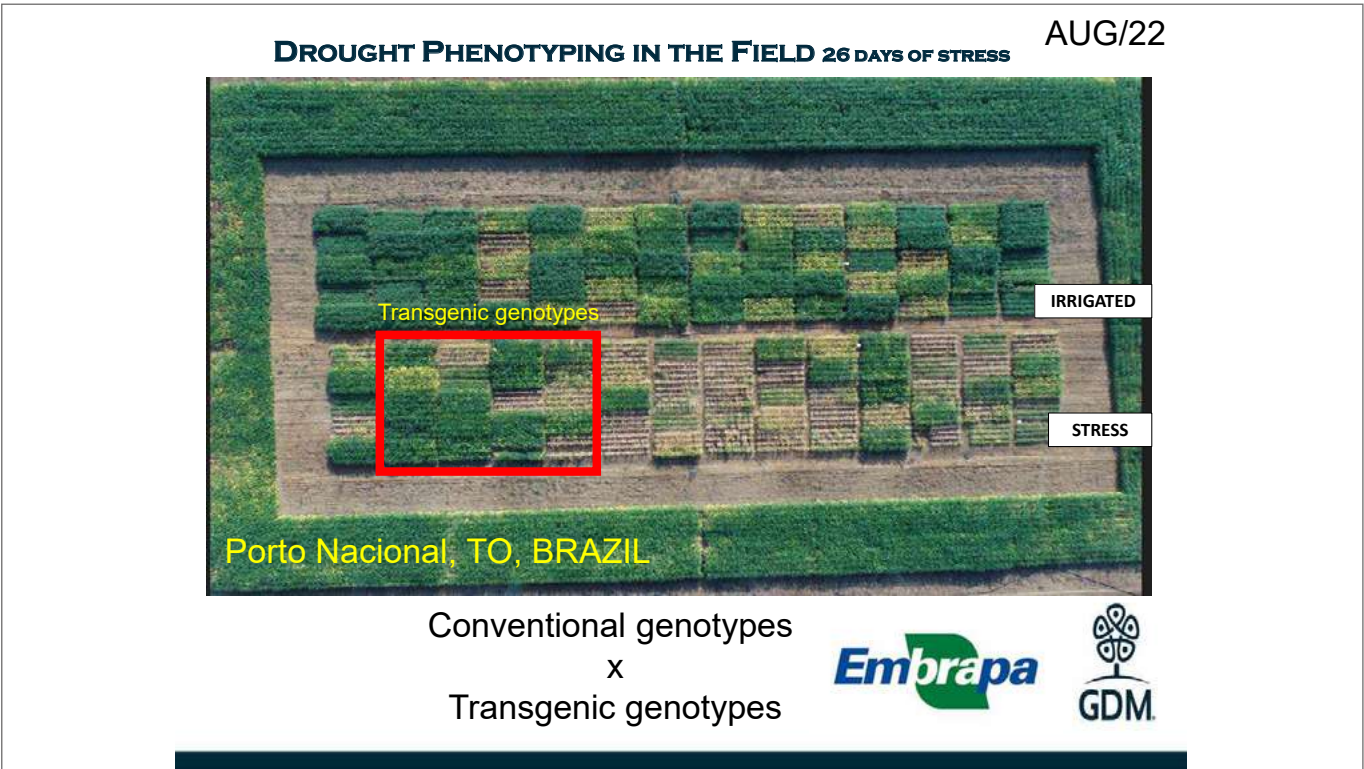 AUG/22
DROUGHT PHENOTYPING IN THE FIELD 26 DAYS OF STRESS
Transgenic genotypes
IRRIGATED
STRESS
Porto Nacional, TO, BRAZIL
Conventional genotypes
x
Transgenic genotypes
Embrapa
GDM